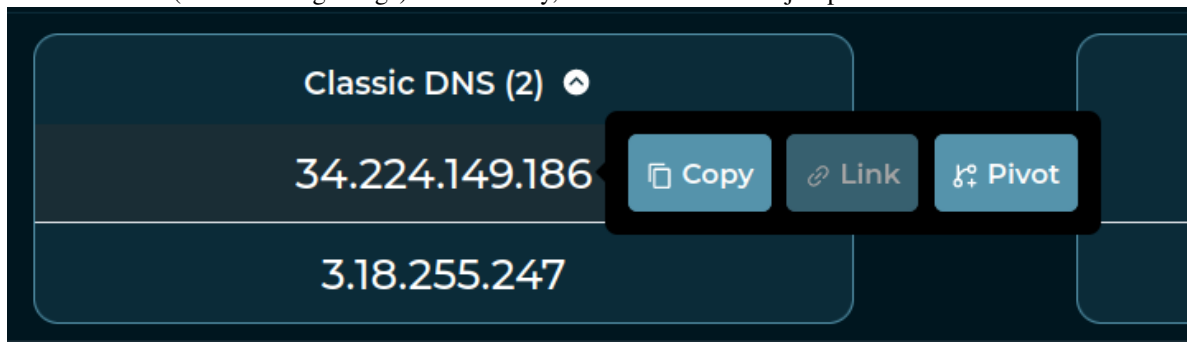 Classic DNS (2)
34.224.149.186
Copy
Link
Pivot
3.18.255.247